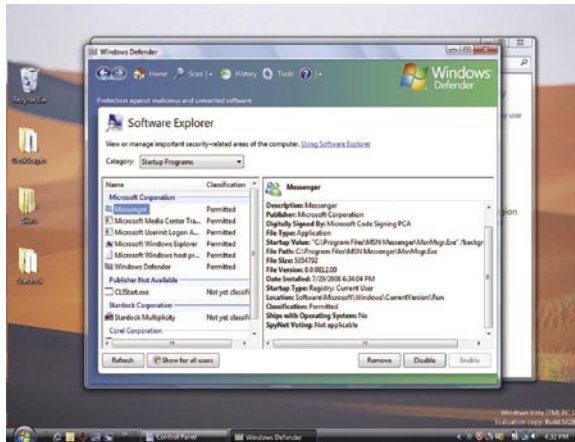 Windows Defender
Home Scan History Tools
Windows
Defender
Protection against malicious and unwanted software
Recycle Bin
Software Explorer
View or manage important security-related areas of the computer. Using Software Explorer
Category: Startup Programs
Name Classification
Microsoft Corporation
Messenger Permitted
Microsoft Media Center Tra... Permitted
Microsoft Userinit Logon A... Permitted
Microsoft Windows Explorer Permitted
Microsoft Windows host pr... Permitted
Windows Defender Permitted
Publisher Not Available
CLIStart.exe Not yet classifi
Stardock Corporation
Stardock Multiplicity Not yet classifi
Corel Corporation
Messenger
Description: Messenger
Publisher: Microsoft Corporation
Digitally Signed By: Microsoft Code Signing PCA
File Type: Application
Startup Value: "C:\Program Files\MSN Messenger\MsnMsgr.Exe" /backgr
File Path: C:\Program Files\MSN Messenger\MsnMsgr.Exe
File Size: 5354792
File Version: 8.0.0812.00
Date Installed: 7/29/2006 6:34:04 PM
Startup Type: Registry: Current User
Location: Software\Microsoft\Windows\CurrentVersion\Run
Classification: Permitted
Ships with Operating System: No
SpyNet Voting: Not applicable
Refresh Show for all users Remove Disable Enable
Stardock
Windows Vista (TM) RC 1
Evaluation copy. Build
Control Panel Windows Defender 4:32 PM